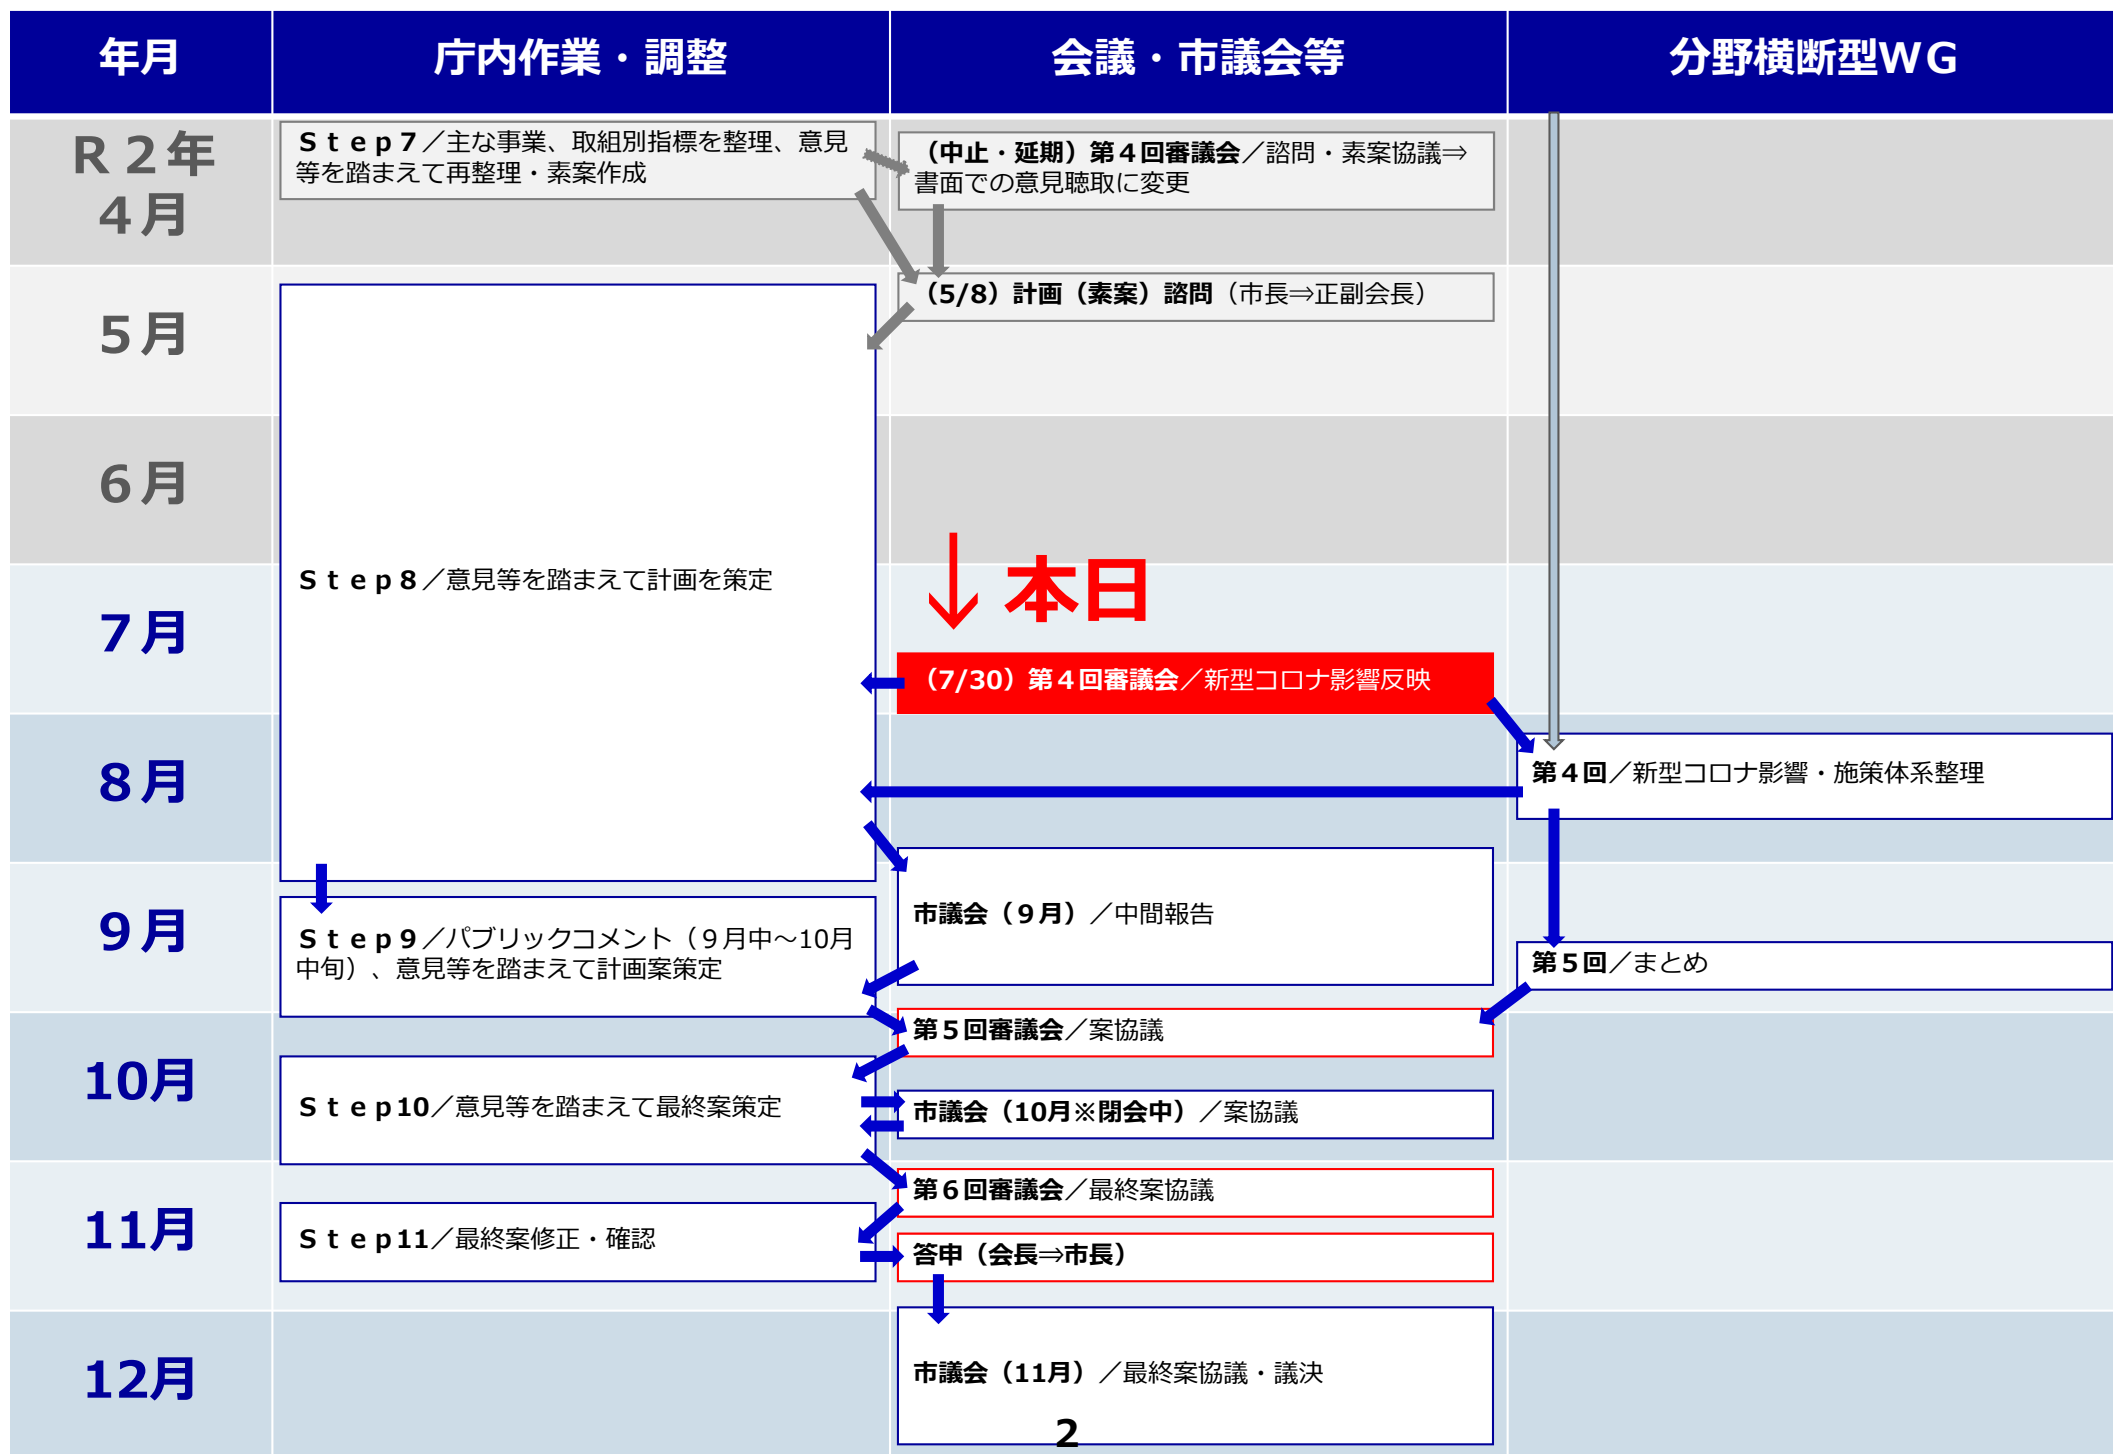 年月
庁内作業・調整
会議・市議会等
分野横断型WG
R２年
４月
Ｓｔｅｐ7／主な事業、取組別指標を整理、意見
等を踏まえて再整理・素案作成
（中止・延期）第４回審議会／諮問・素案協議⇒
書面での意見聴取に変更
５月
（5/8）計画（素案）諮問（市長⇒正副会長）
６月
Ｓｔｅｐ8／意見等を踏まえて計画を策定
↓ 本日
７月
（7/30）第４回審議会／新型コロナ影響反映
８月
第４回／新型コロナ影響・施策体系整理
９月
市議会（９月）／中間報告
Ｓｔｅｐ9／パブリックコメント（９月中～10月
中旬）、意見等を踏まえて計画案策定
第５回／まとめ
第５回審議会／案協議
10月
Ｓｔｅｐ10／意見等を踏まえて最終案策定
市議会（10月※閉会中）／案協議
11月
第６回審議会／最終案協議
Ｓｔｅｐ11／最終案修正・確認
答申（会長⇒市長）
12月
市議会（11月）／最終案協議・議決
2